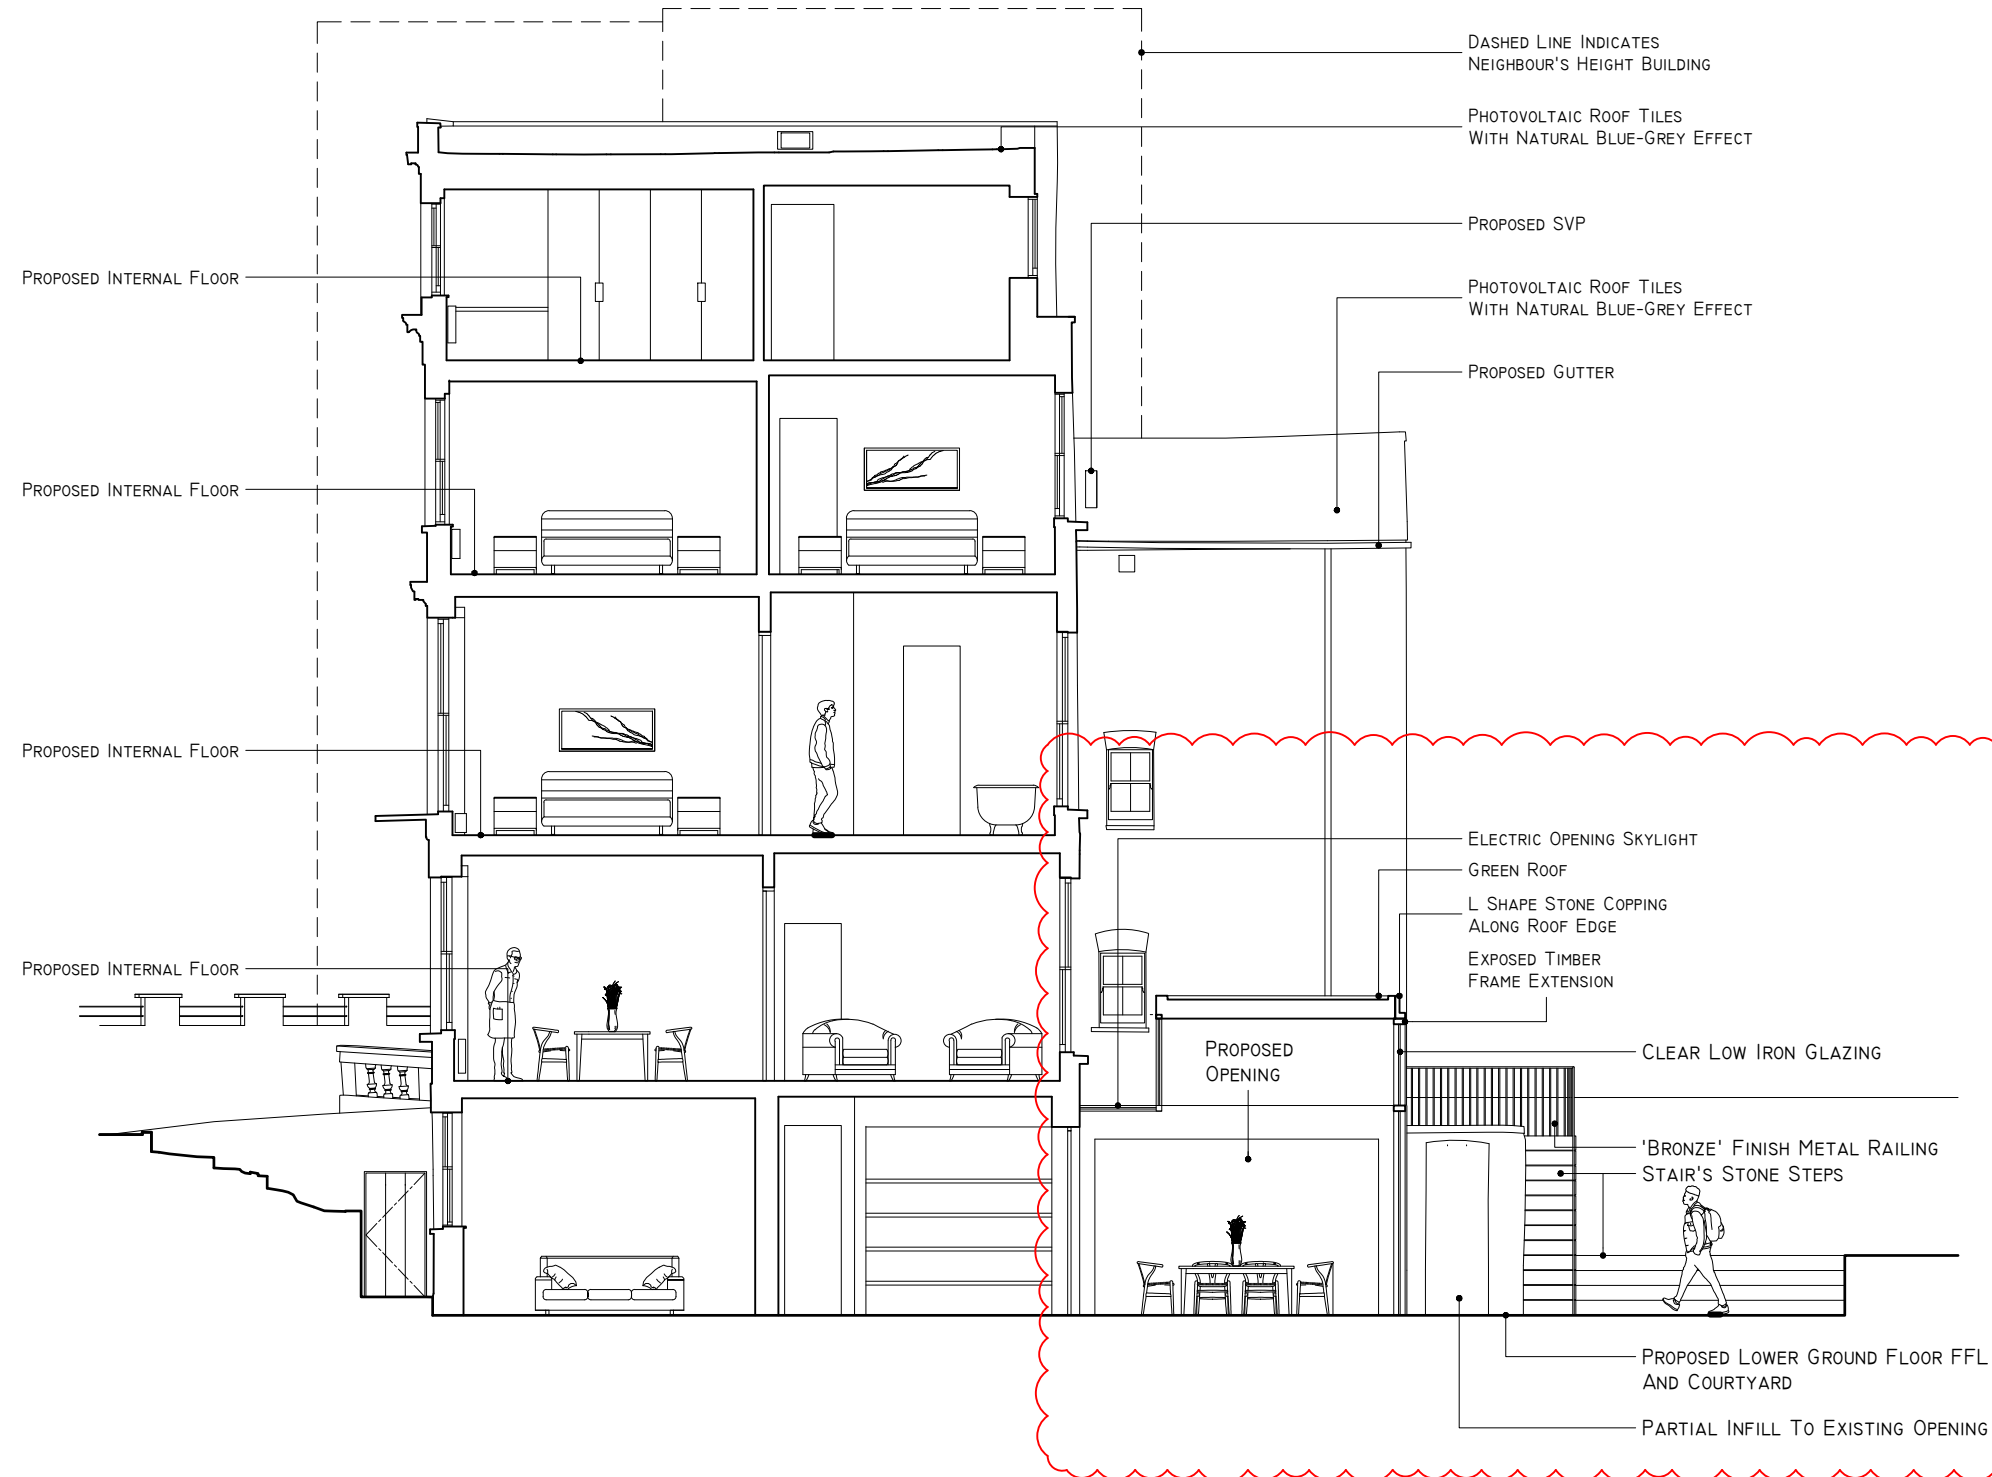 DASHED LINE INDICATES
NEIGHBOUR'S HEIGHT BUILDING
PHOTOVOLTAIC ROOF TILES
WITH NATURAL BLUE-GREY EFFECT
PROPOSED SVP
PROPOSED INTERNAL FLOOR
PHOTOVOLTAIC ROOF TILES
WITH NATURAL BLUE-GREY EFFECT
PROPOSED GUTTER
PROPOSED INTERNAL FLOOR
PROPOSED INTERNAL FLOOR
ELECTRIC OPENING SKYLIGHT
GREEN ROOF
L SHAPE STONE COPPING
ALONG ROOF EDGE
PROPOSED INTERNAL FLOOR
EXPOSED TIMBER
FRAME EXTENSION
PROPOSED
OPENING
CLEAR LOW IRON GLAZING
'BRONZE' FINISH METAL RAILING
STAIR'S STONE STEPS
PROPOSED LOWER GROUND FLOOR FFL
AND COURTYARD
PARTIAL INFILL TO EXISTING OPENING